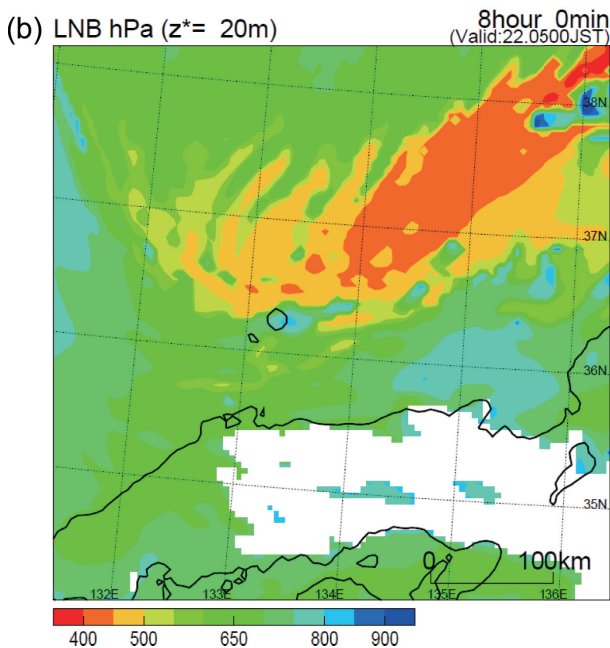 (b) LNB hPa (z*= 20m)
8hour 0min
(Valid:22.0500JST)
38N
37N
36N
35N
0 100km
132E 133E 134E 135E 136E
400 500 650 800 900